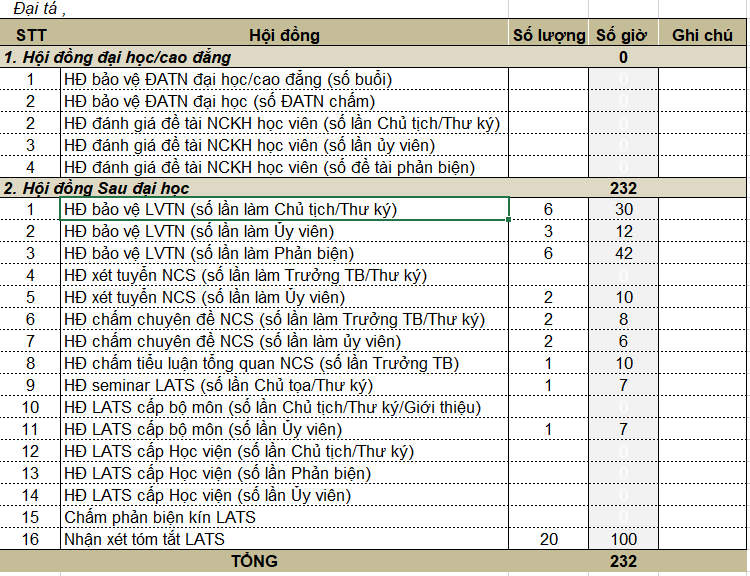 Đại tá ,
STT Hội đồng Số lượng Số giờ Ghi chú
1. Hội đồng đại học/cao đẳng 0
1 HĐ bảo vệ ĐATN đại học/cao đẳng (số buổi) 0
2 HĐ bảo vệ ĐATN đại học (số ĐATN chấm) 0
2 HĐ đánh giá đề tài NCKH học viên (số lần Chủ tịch/Thư ký) 0
3 HĐ đánh giá đề tài NCKH học viên (số lần ủy viên) 0
4 HĐ đánh giá đề tài NCKH học viên (số đề tài phản biện) 0
2. Hội đồng Sau đại học 232
1 HĐ bảo vệ LVTN (số lần làm Chủ tịch/Thư ký) 6 30
2 HĐ bảo vệ LVTN (số lần làm Ủy viên) 3 12
3 HĐ bảo vệ LVTN (số lần làm Phản biện) 6 42
4 HĐ xét tuyển NCS (số lần làm Trưởng TB/Thư ký) 0
5 HĐ xét tuyển NCS (số lần làm Ủy viên) 2 10
6 HĐ chấm chuyên đề NCS (số lần làm Trưởng TB/Thư ký) 2 8
7 HĐ chấm chuyên đề NCS (số lần làm ủy viên) 2 6
8 HĐ chấm tiểu luận tổng quan NCS (số lần Trưởng TB) 1 10
9 HĐ seminar LATS (số lần Chủ tọa/Thư ký) 1 7
10 HĐ LATS cấp bộ môn (số lần Chủ tịch/Thư ký/Giới thiệu) 0
11 HĐ LATS cấp bộ môn (số lần Ủy viên) 1 7
12 HĐ LATS cấp Học viện (số lần Chủ tịch/Thư ký) 0
13 HĐ LATS cấp Học viện (số lần Phản biện) 0
14 HĐ LATS cấp Học viện (số lần Ủy viên) 0
15 Chấm phản biện kín LATS 0
16 Nhận xét tóm tắt LATS 20 100
TỔNG 232